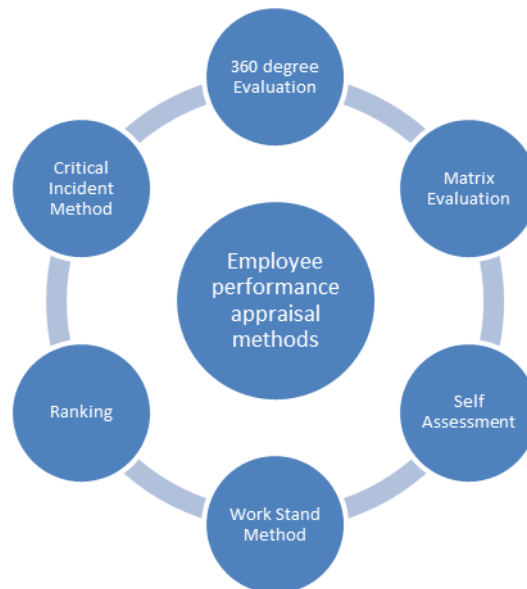 360 degree
Evaluation
Matrix
Evaluation
Self
Assessment
Work Stand
Method
Ranking
Critical
Incident
Method
Employee
performance
appraisal
methods